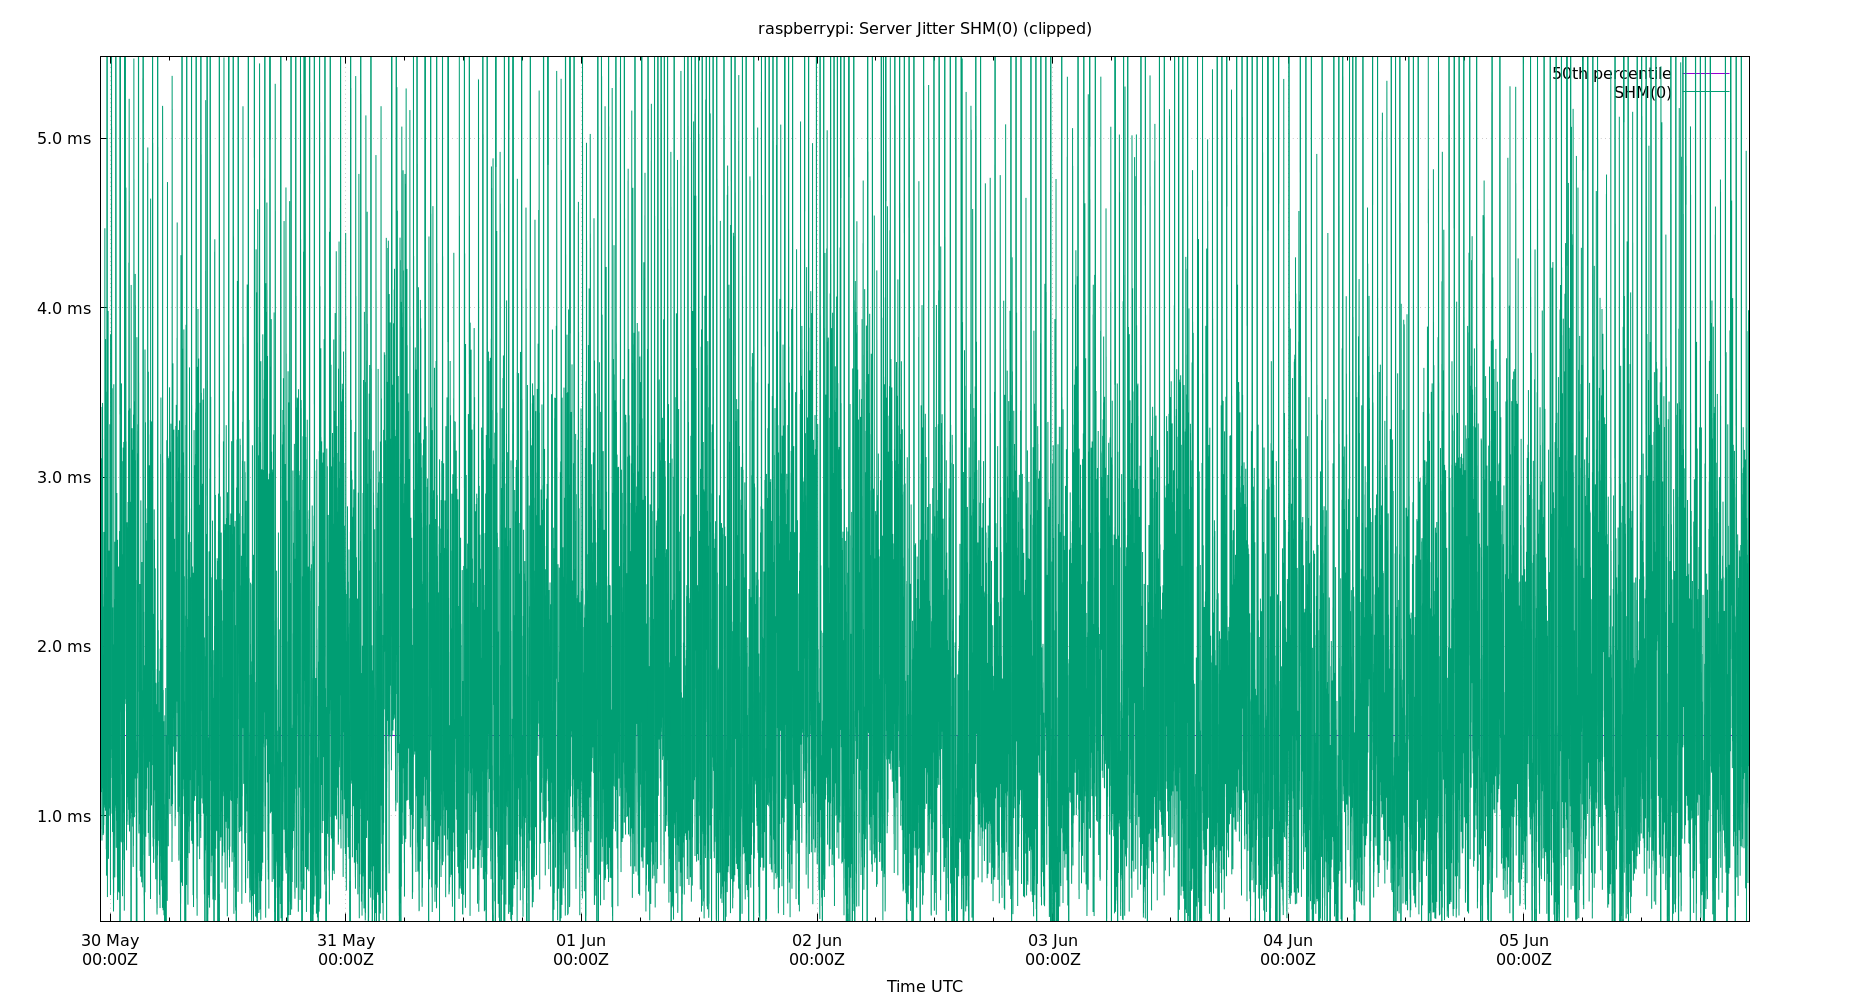 raspberrypi: Server Jitter SHM(0) (clipped)
50th percentile
SHM(0)
5.0 ms
4.0 ms
3.0 ms
2.0 ms
1.0 ms
30 May
00:00Z
31 May
00:00Z
01 Jun
00:00Z
02 Jun
00:00Z
03 Jun
00:00Z
04 Jun
00:00Z
05 Jun
00:00Z
Time UTC